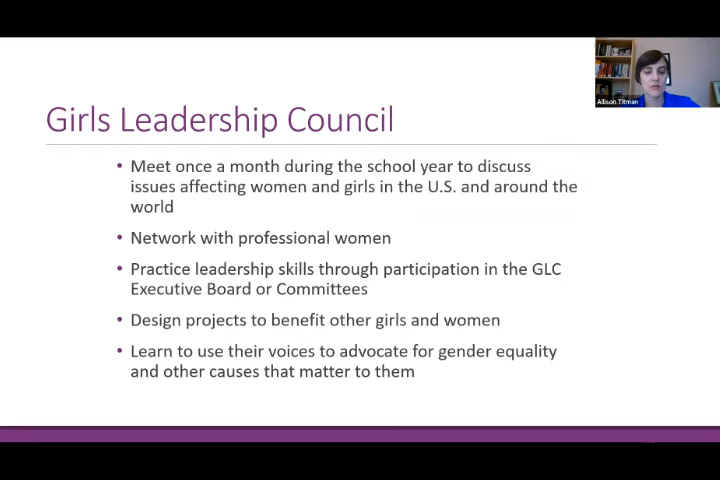 Girls Leadership Council
• Meet once a month during the school year to discuss
issues affecting women and girls in the U.S. and around the
world
• Network with professional women
• Practice leadership skills through participation in the GLC
Executive Board or Committees
• Design projects to benefit other girls and women
• Learn to use their voices to advocate for gender equality
and other causes that matter to them
Allison Titman